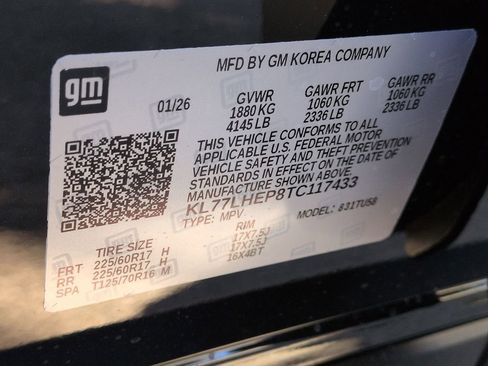 MFD BY GM KOREA COMPANY
gm
01/26
GVWR GAWR FRT GAWR RR
1880 KG 1060 KG 1060 KG
4145 LB 2336 LB 2336 LB
THIS VEHICLE CONFORMS TO ALL
APPLICABLE U.S. FEDERAL MOTOR
VEHICLE SAFETY AND THEFT PREVENTION
STANDARDS IN EFFECT ON THE DATE OF
MANUFACTURE SHOWN ABOVE.
KL77LHEP8TC117433
TYPE: MPV MODEL: 831TU58
TIRE SIZE RIM
FRT 225/60R17 H 17X7.5J
RR 225/60R17 H 17X7.5J
SPA T125/70R16 M 16X4BT